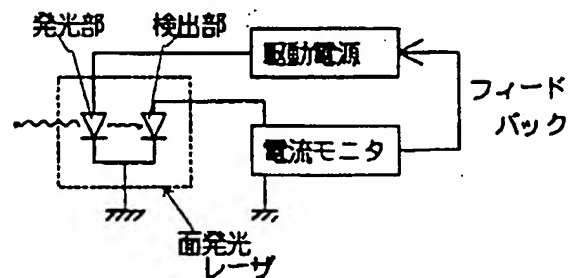 発光部
検出部
駆動電源
フィード
バック
電流モニタ
面発光
レーザ